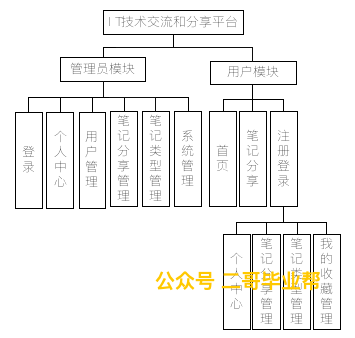 IT技术交流和分享平台
管理员模块
用户模块
登录
个人中心
用户管理
笔记分享管理
笔记类型管理
系统管理
首页
笔记分享
注册登录
个人中心
笔记分享管理
笔记类型管理
我的收藏管理
公众号 二哥毕业帮